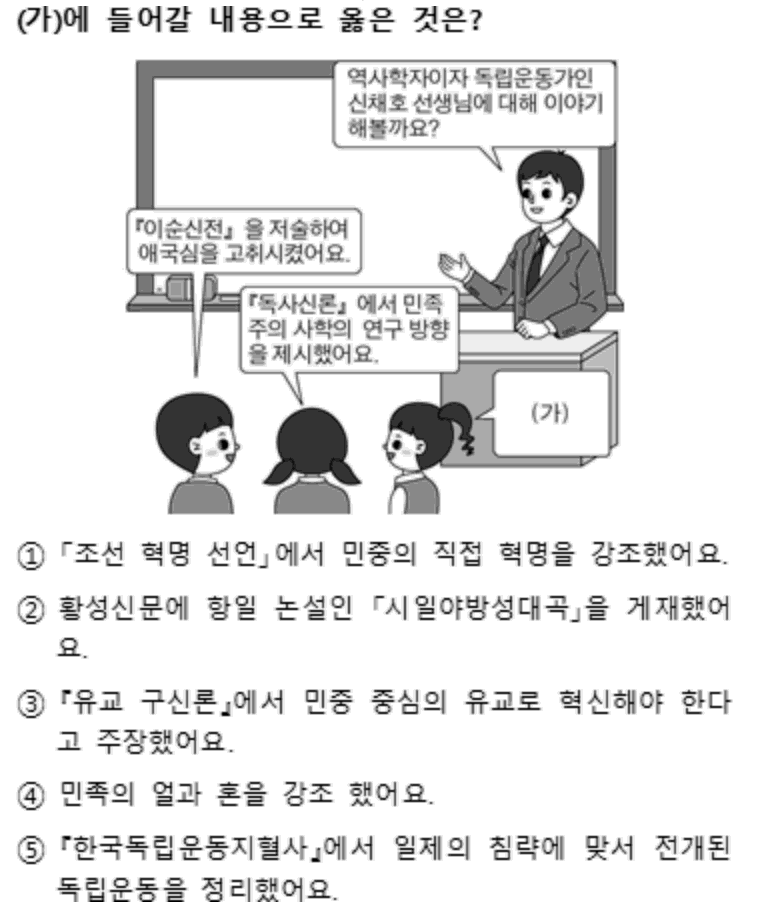 (가)에 들어갈 내용으로 옳은 것은?
역사학자이자 독립운동가인
신채호 선생님에 대해 이야기
해볼까요?
『이순신전』을 저술하여
애국심을 고취시켰어요.
『독사신론』에서 민족
주의 사학의 연구 방향
을 제시했어요.
(가)
① 「조선 혁명 선언」에서 민중의 직접 혁명을 강조했어요.
② 황성신문에 항일 논설인 「시일야방성대곡」을 게재했어
요.
③ 『유교 구신론』에서 민중 중심의 유교로 혁신해야 한다
고 주장했어요.
④ 민족의 얼과 혼을 강조 했어요.
⑤ 『한국독립운동지혈사』에서 일제의 침략에 맞서 전개된
독립운동을 정리했어요.